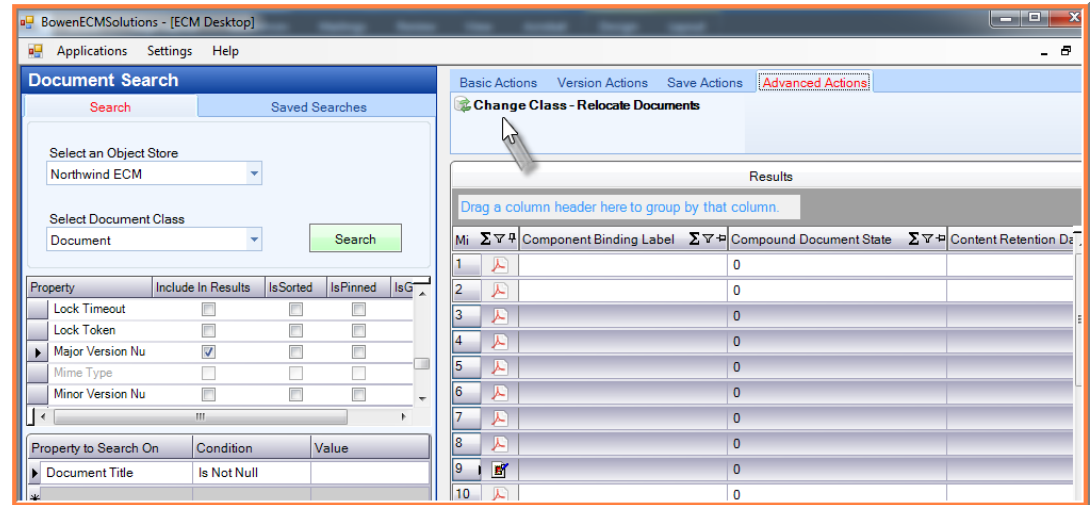 BowenECMSolutions - [ECM Desktop]
Applications Settings Help
Document Search
Search Saved Searches
Select an Object Store
Northwind ECM
Select Document Class
Document
Search
Property Include In Results IsSorted IsPinned IsG
Lock Timeout
Lock Token
Major Version Nu
Mime Type
Minor Version Nu
Property to Search On Condition Value
Document Title Is Not Null
Basic Actions Version Actions Save Actions Advanced Actions
Change Class - Relocate Documents
Results
Drag a column header here to group by that column.
Mi Component Binding Label Compound Document State Content Retention Da
1 0
2 0
3 0
4 0
5 0
6 0
7 0
8 0
9 0
10 0